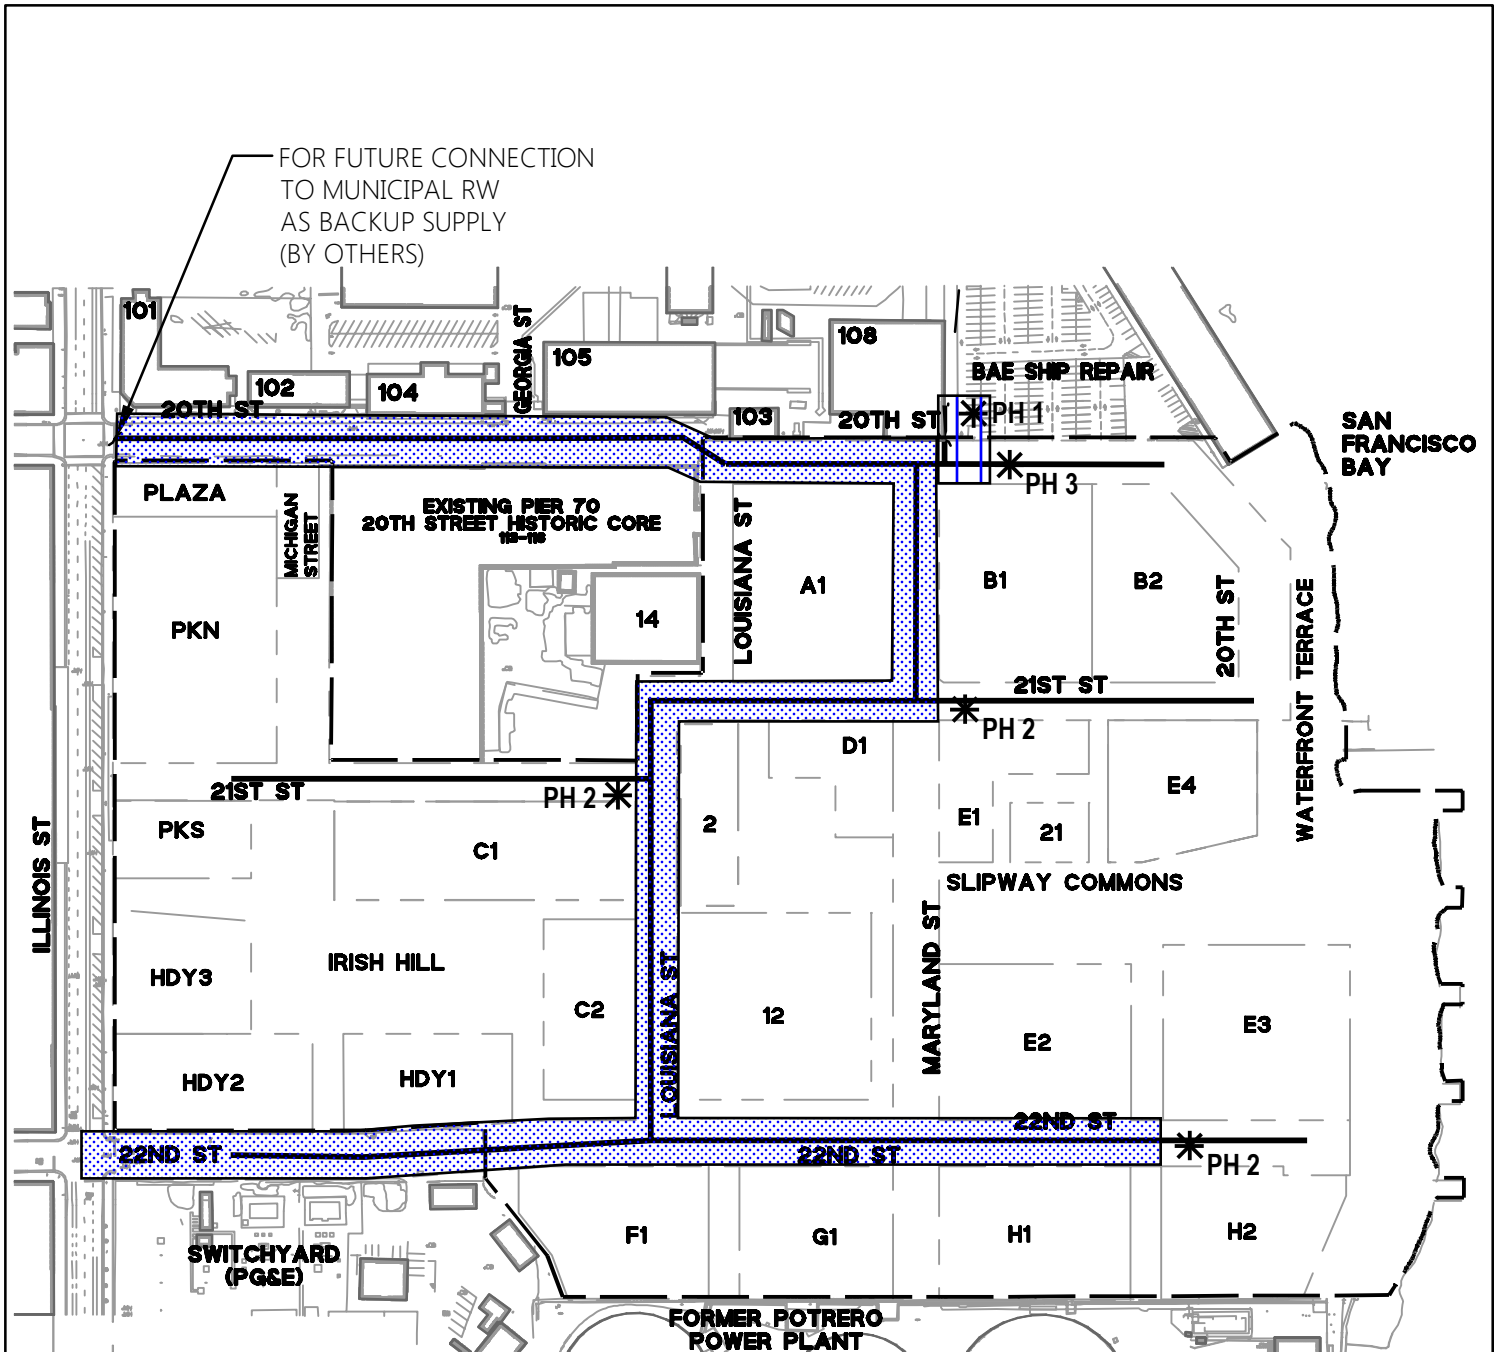 FOR FUTURE CONNECTION
TO MUNICIPAL RW
AS BACKUP SUPPLY
(BY OTHERS)
101
102
104
GEORGIA ST
105
103
108
BAE SHIP REPAIR
20TH ST
20TH ST
PH 1
PH 3
SAN
FRANCISCO
BAY
PLAZA
MICHIGAN
STREET
EXISTING PIER 70
20TH STREET HISTORIC CORE
113-116
LOUISIANA ST
A1
B1
B2
20TH ST
WATERFRONT TERRACE
PKN
14
21ST ST
PH 2
D1
21ST ST
PH 2
PKS
C1
2
E1
21
E4
ILLINOIS ST
SLIPWAY COMMONS
HDY3
IRISH HILL
C2
LOUISIANA ST
12
MARYLAND ST
E2
E3
HDY2
HDY1
22ND ST
22ND ST
22ND ST
PH 2
SWITCHYARD
(PG&E)
F1
G1
H1
H2
FORMER POTRERO
POWER PLANT